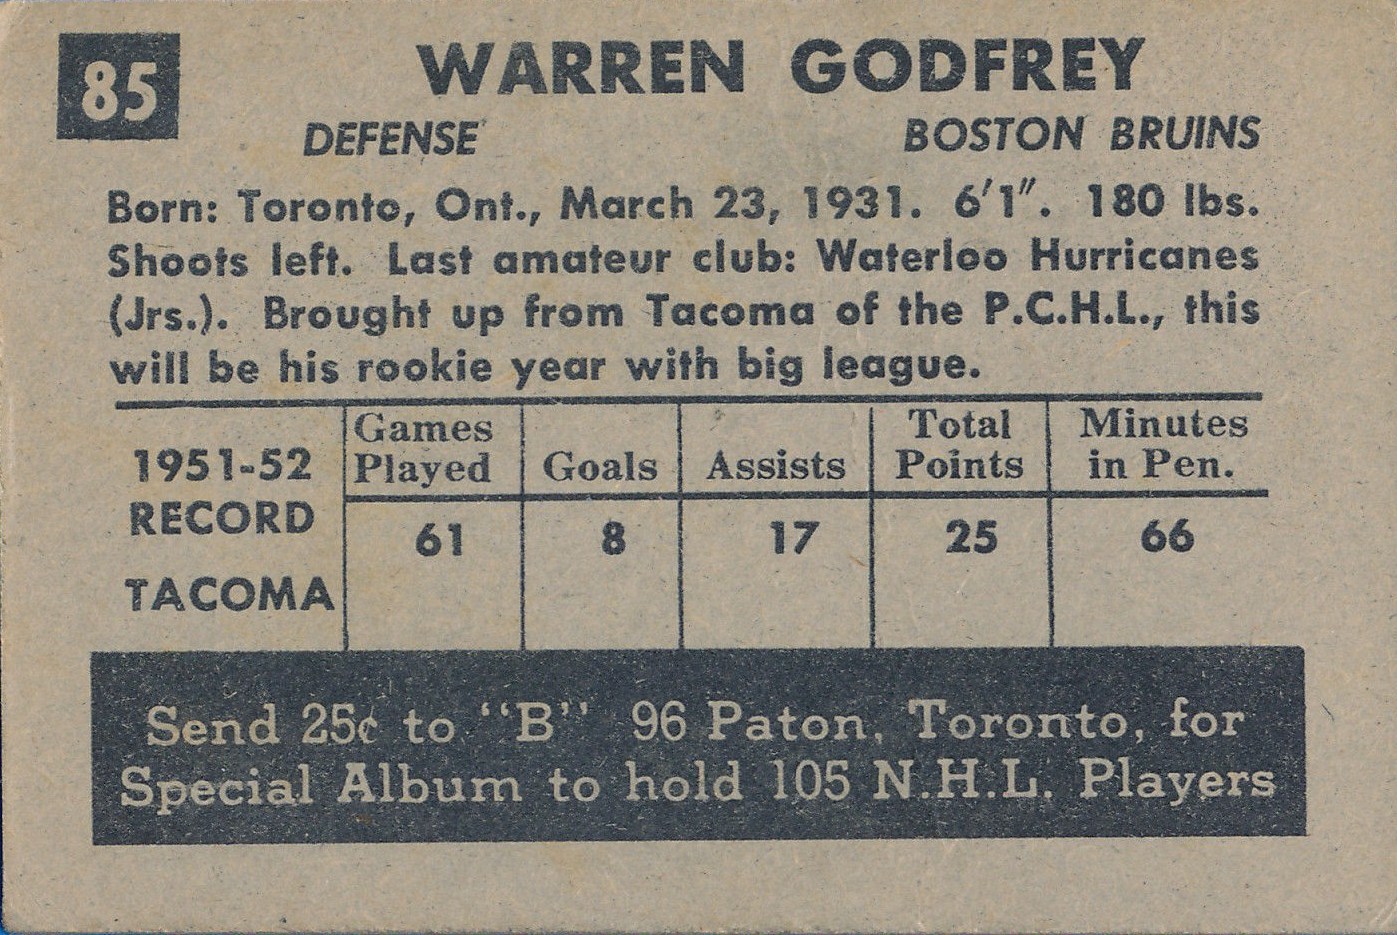 85
WARREN GODFREY
DEFENSE BOSTON BRUINS
Born: Toronto, Ont., March 23, 1931. 6'1". 180 lbs.
Shoots left. Last amateur club: Waterloo Hurricanes
(Jrs.). Brought up from Tacoma of the P.C.H.L., this
will be his rookie year with big league.
1951-52
RECORD
TACOMA
Games
Played
Goals
Assists
Total
Points
Minutes
in Pen.
61 8 17 25 66
Send 25¢ to "B" 96 Paton, Toronto, for
Special Album to hold 105 N.H.L. Players